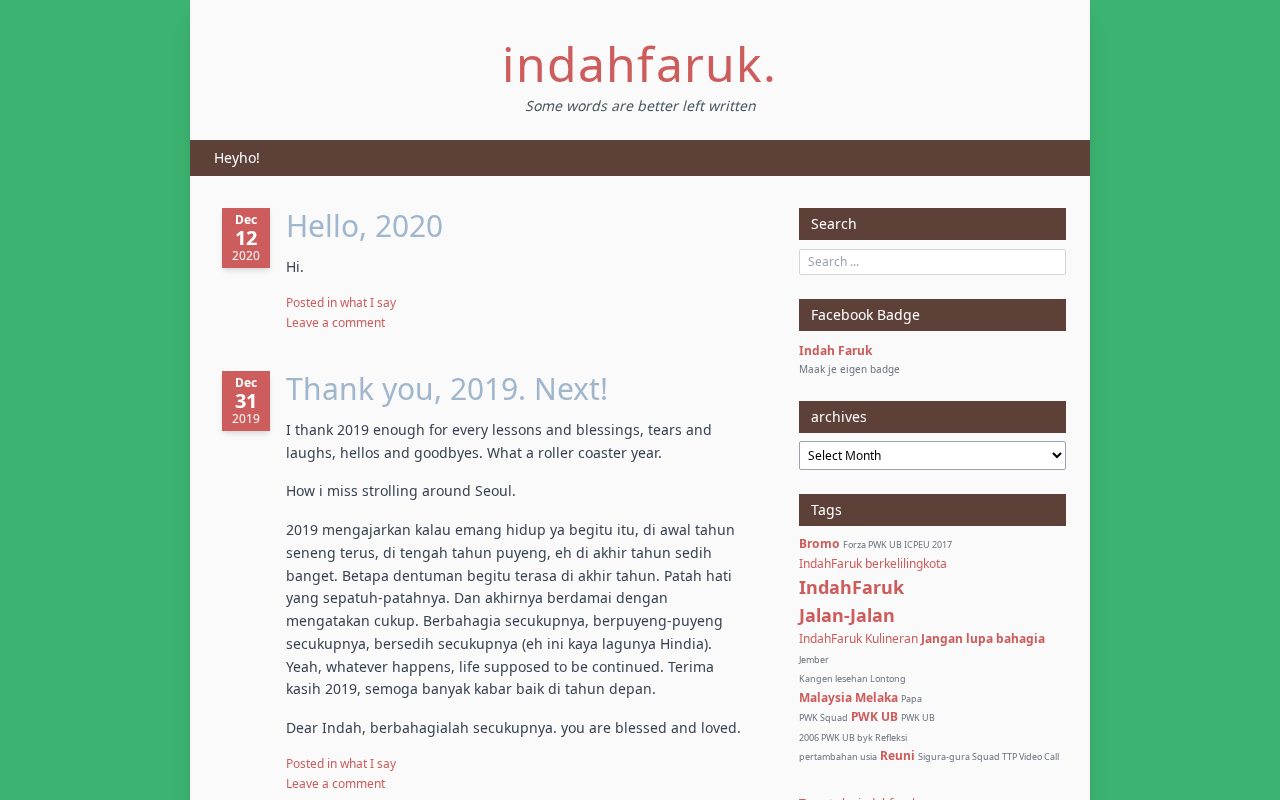 indahfaruk.
Some words are better left written
Heyho!
Dec
12
2020
Hello, 2020
Hi.
Posted in what I say
Leave a comment
Dec
31
2019
Thank you, 2019. Next!
I thank 2019 enough for every lessons and blessings, tears and
laughs, hellos and goodbyes. What a roller coaster year.
How i miss strolling around Seoul.
2019 mengajarkan kalau emang hidup ya begitu itu, di awal tahun
seneng terus, di tengah tahun puyeng, eh di akhir tahun sedih
banget. Betapa dentuman begitu terasa di akhir tahun. Patah hati
yang sepatuh-patahnya. Dan akhirnya berdamai dengan
mengatakan cukup. Berbahagia secukupnya, berpuyeng-puyeng
secukupnya, bersedih secukupnya (eh ini kaya lagunya Hindia).
Yeah, whatever happens, life supposed to be continued. Terima
kasih 2019, semoga banyak kabar baik di tahun depan.
Dear Indah, berbahagialah secukupnya. you are blessed and loved.
Posted in what I say
Leave a comment
Search
Search ...
Facebook Badge
Indah Faruk
Maak je eigen badge
archives
Select Month
Tags
Bromo Forza PWK UB ICPEU 2017
IndahFaruk berkelilingkota
IndahFaruk
Jalan-Jalan
IndahFaruk Kulineran Jangan lupa bahagia
Jember
Kangen lesehan Lontong
Malaysia Melaka Papa
PWK Squad PWK UB PWK UB
2006 PWK UB byk Refleksi
pertambahan usia Reuni Sigura-gura Squad TTP Video Call